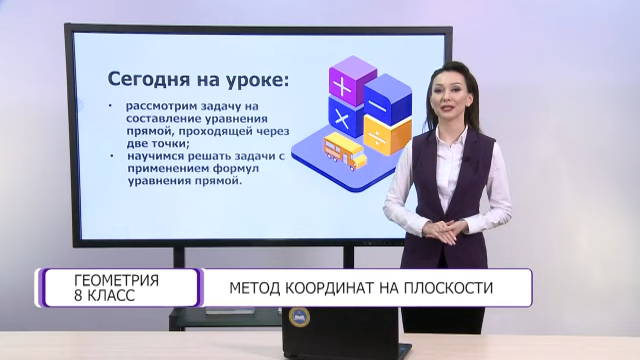 Сегодня на уроке:
• рассмотрим задачу на
составление уравнения
прямой, проходящей через
две точки;
• научимся решать задачи с
применением формул
уравнения прямой.
ГЕОМЕТРИЯ
8 КЛАСС
МЕТОД КООРДИНАТ НА ПЛОСКОСТИ